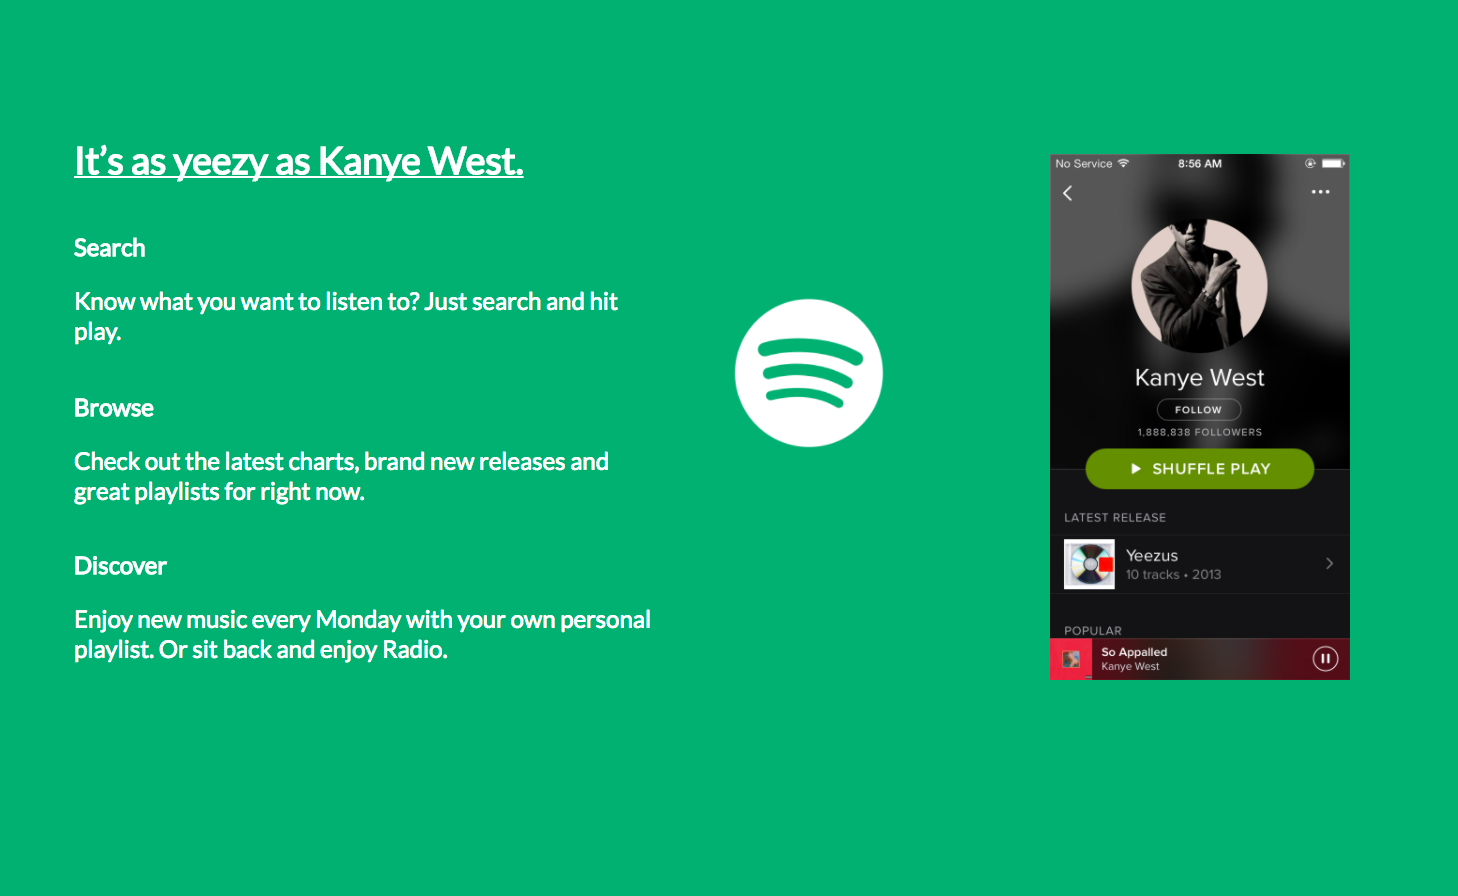 It's as yeezy as Kanye West.
Search
Know what you want to listen to? Just search and hit
play.
Browse
Check out the latest charts, brand new releases and
great playlists for right now.
Discover
Enjoy new music every Monday with your own personal
playlist. Or sit back and enjoy Radio.
No Service 8:56 AM
Kanye West
FOLLOW
1,888,838 FOLLOWERS
SHUFFLE PLAY
LATEST RELEASE
Yeezus
10 tracks • 2013
POPULAR
So Appalled
Kanye West